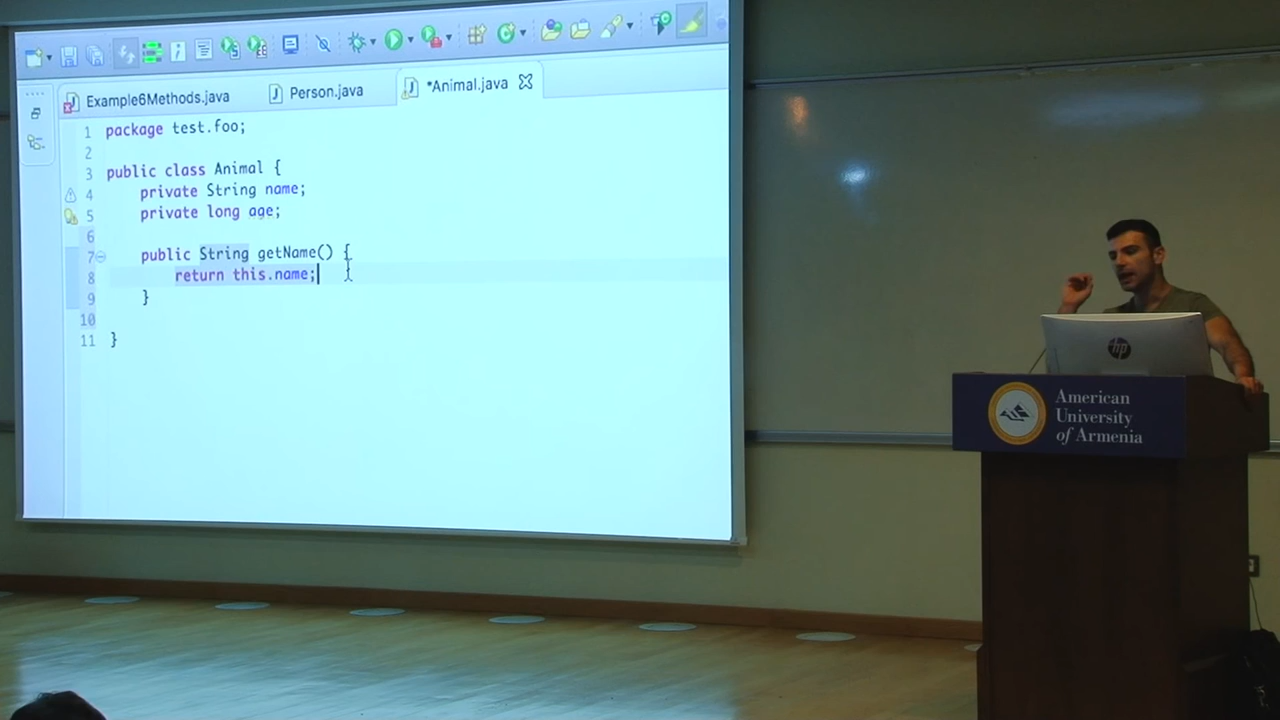 Example6Methods.java
Person.java
*Animal.java
1 package test.foo;
2
3 public class Animal {
4 private String name;
5 private long age;
6
7 public String getName() {
8 return this.name;
9 }
10
11 }
hp
American
University
of Armenia